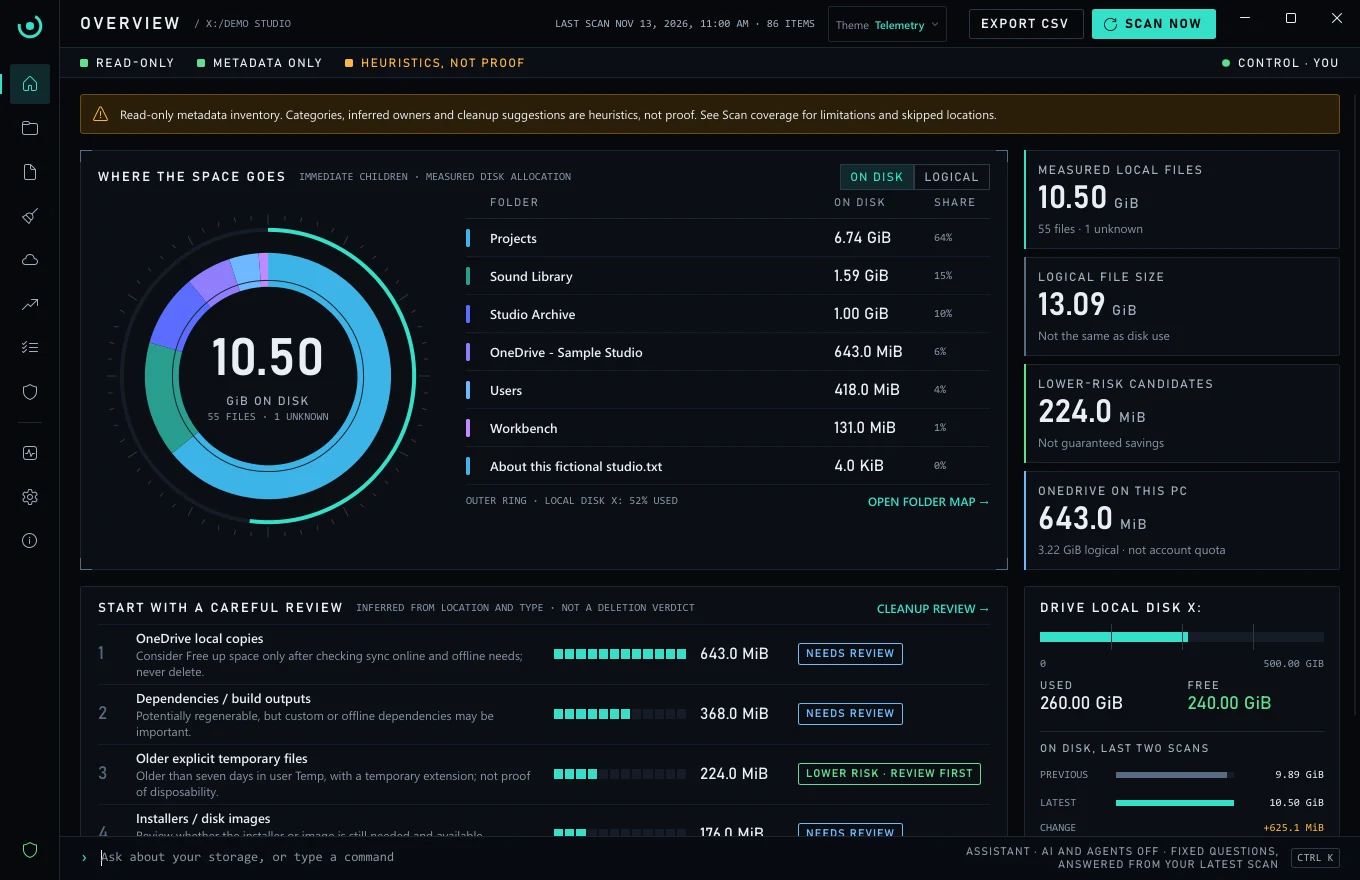 OVERVIEW / X:/DEMO STUDIO
LAST SCAN NOV 13, 2026, 11:00 AM · 86 ITEMS
Theme Telemetry
EXPORT CSV
SCAN NOW
READ-ONLY
METADATA ONLY
HEURISTICS, NOT PROOF
CONTROL · YOU
Read-only metadata inventory. Categories, inferred owners and cleanup suggestions are heuristics, not proof. See Scan coverage for limitations and skipped locations.
WHERE THE SPACE GOES IMMEDIATE CHILDREN · MEASURED DISK ALLOCATION
ON DISK LOGICAL
10.50
GiB ON DISK
55 FILES · 1 UNKNOWN
FOLDER ON DISK SHARE
Projects 6.74 GiB 64%
Sound Library 1.59 GiB 15%
Studio Archive 1.00 GiB 10%
OneDrive - Sample Studio 643.0 MiB 6%
Users 418.0 MiB 4%
Workbench 131.0 MiB 1%
About this fictional studio.txt 4.0 KiB 0%
OUTER RING · LOCAL DISK X: 52% USED
OPEN FOLDER MAP →
MEASURED LOCAL FILES
10.50 GiB
55 files · 1 unknown
LOGICAL FILE SIZE
13.09 GiB
Not the same as disk use
LOWER-RISK CANDIDATES
224.0 MiB
Not guaranteed savings
ONEDRIVE ON THIS PC
643.0 MiB
3.22 GiB logical · not account quota
START WITH A CAREFUL REVIEW INFERRED FROM LOCATION AND TYPE · NOT A DELETION VERDICT
CLEANUP REVIEW →
1 OneDrive local copies
Consider Free up space only after checking sync online and offline needs;
never delete.
643.0 MiB NEEDS REVIEW
2 Dependencies / build outputs
Potentially regenerable, but custom or offline dependencies may be
important.
368.0 MiB NEEDS REVIEW
3 Older explicit temporary files
Older than seven days in user Temp, with a temporary extension; not proof
of disposability.
224.0 MiB LOWER RISK · REVIEW FIRST
4 Installers / disk images
Review whether the installer or image is still needed and available
176.0 MiB NEEDS REVIEW
DRIVE LOCAL DISK X:
0 500.00 GIB
USED FREE
260.00 GiB 240.00 GiB
ON DISK, LAST TWO SCANS
PREVIOUS 9.89 GiB
LATEST 10.50 GiB
CHANGE +625.1 MiB
› Ask about your storage, or type a command
ASSISTANT · AI AND AGENTS OFF · FIXED QUESTIONS,
ANSWERED FROM YOUR LATEST SCAN
CTRL K